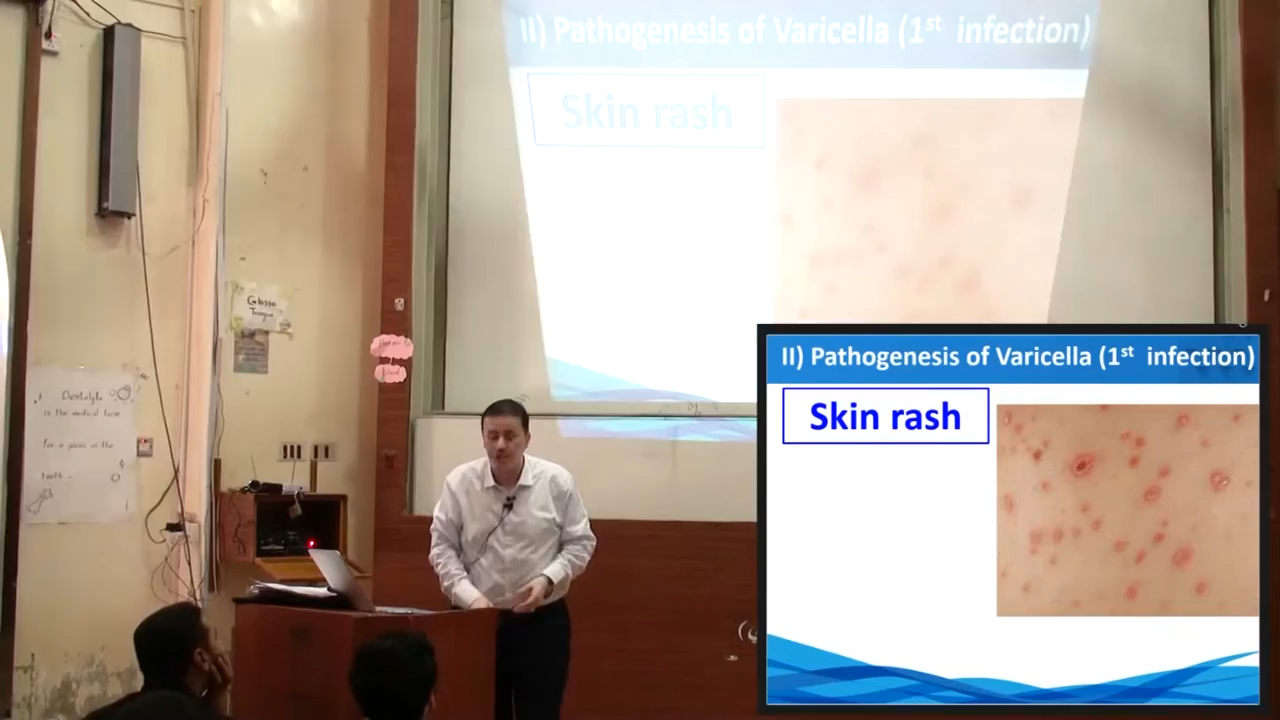 II) Pathogenesis of Varicella (1st infection)
Skin rash
Glosso
Tongue
Dentalgia
is the medical term
for a pain in the
tooth.
II) Pathogenesis of Varicella (1st infection)
Skin rash